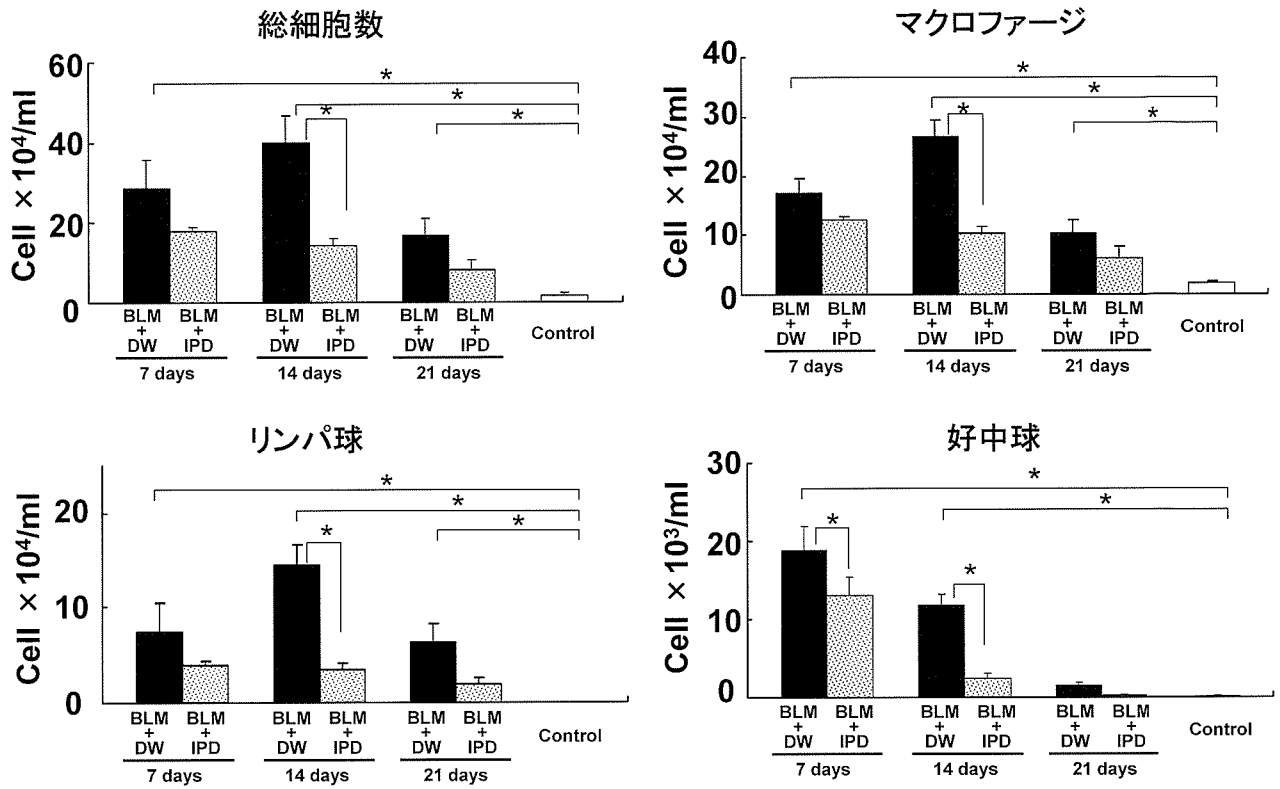 総細胞数
60
40
20
0
Cell ×10⁴/ml
*
*
*
*
BLM BLM
+ +
DW IPD
7 days
BLM BLM
+ +
DW IPD
14 days
BLM BLM
+ +
DW IPD
21 days
Control
マクロファージ
40
30
20
10
0
Cell ×10⁴/ml
*
*
*
*
BLM BLM
+ +
DW IPD
7 days
BLM BLM
+ +
DW IPD
14 days
BLM BLM
+ +
DW IPD
21 days
Control
リンパ球
20
10
0
Cell ×10⁴/ml
*
*
*
*
BLM BLM
+ +
DW IPD
7 days
BLM BLM
+ +
DW IPD
14 days
BLM BLM
+ +
DW IPD
21 days
Control
好中球
30
20
10
0
Cell ×10³/ml
*
*
*
*
BLM BLM
+ +
DW IPD
7 days
BLM BLM
+ +
DW IPD
14 days
BLM BLM
+ +
DW IPD
21 days
Control